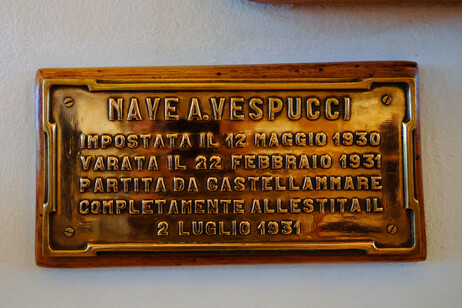 NAVE A. VESPUCCI
IMPOSTATA IL 12 MAGGIO 1930
VARATA IL 22 FEBBRAIO 1931
PARTITA DA CASTELLAMMARE
COMPLETAMENTE ALLESTITA IL
2 LUGLIO 1931